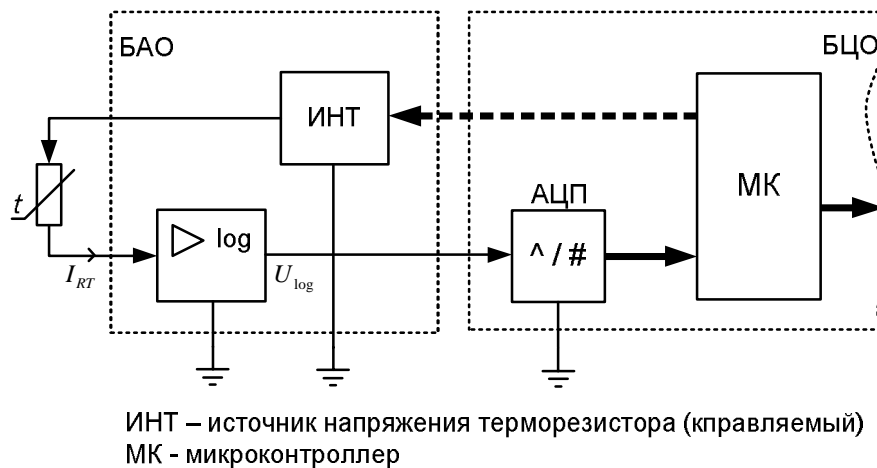 БАО
БЦО
ИНТ
МК
t
АЦП
log
^ / #
I_RT
U_log
ИНТ – источник напряжения терморезистора (кправляемый)
МК - микроконтроллер